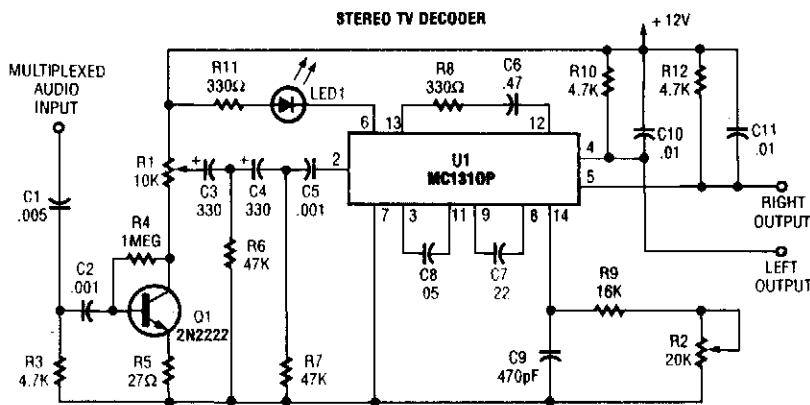 STEREO TV DECODER
+ 12V
MULTIPLEXED
AUDIO
INPUT
R11
330Ω
LED1
R8
330Ω
C6
.47
R10
4.7K
R12
4.7K
6
13
12
C10
.01
C11
.01
R1
10K
C1
.005
+
C3
330
+
C4
330
C5
.001
2
U1
MC1310P
4
5
RIGHT
OUTPUT
LEFT
OUTPUT
R4
1MEG
C2
.001
R6
47K
7
3
11
9
8
14
C8
05
C7
22
R9
16K
Q1
2N2222
R3
4.7K
R5
27Ω
R7
47K
C9
470pF
R2
20K